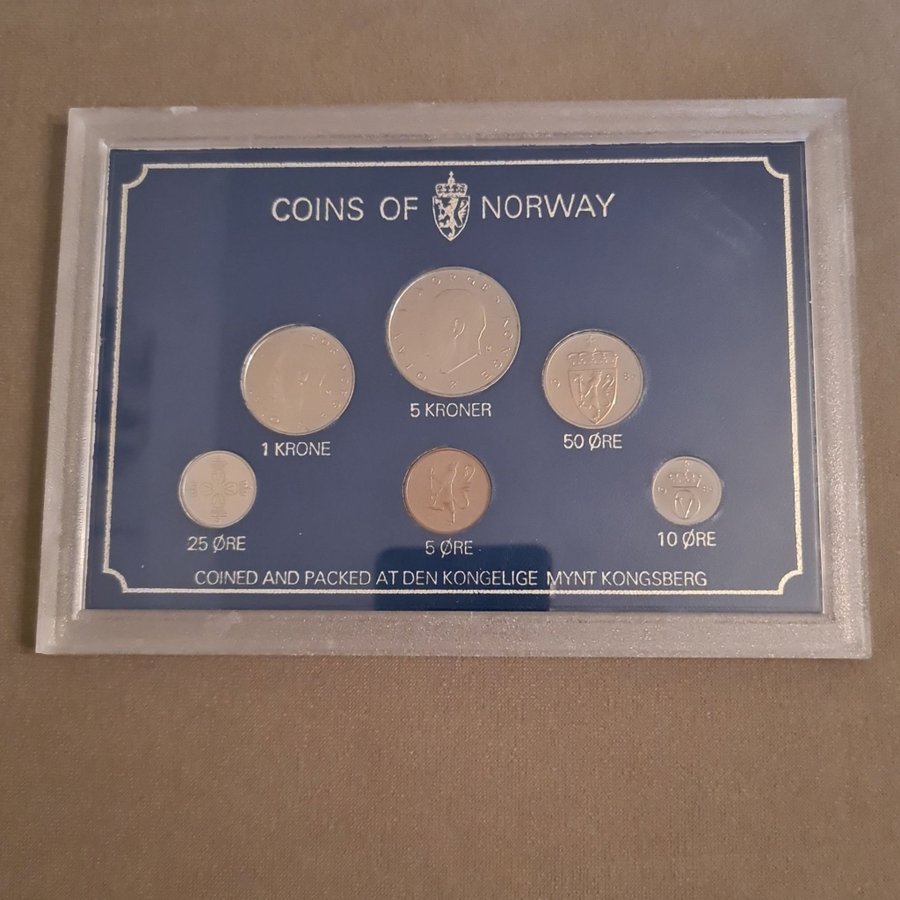 COINS OF NORWAY
5 KRONER
1 KRONE
50 ØRE
25 ØRE
5 ØRE
10 ØRE
COINED AND PACKED AT DEN KONGELIGE MYNT KONGSBERG